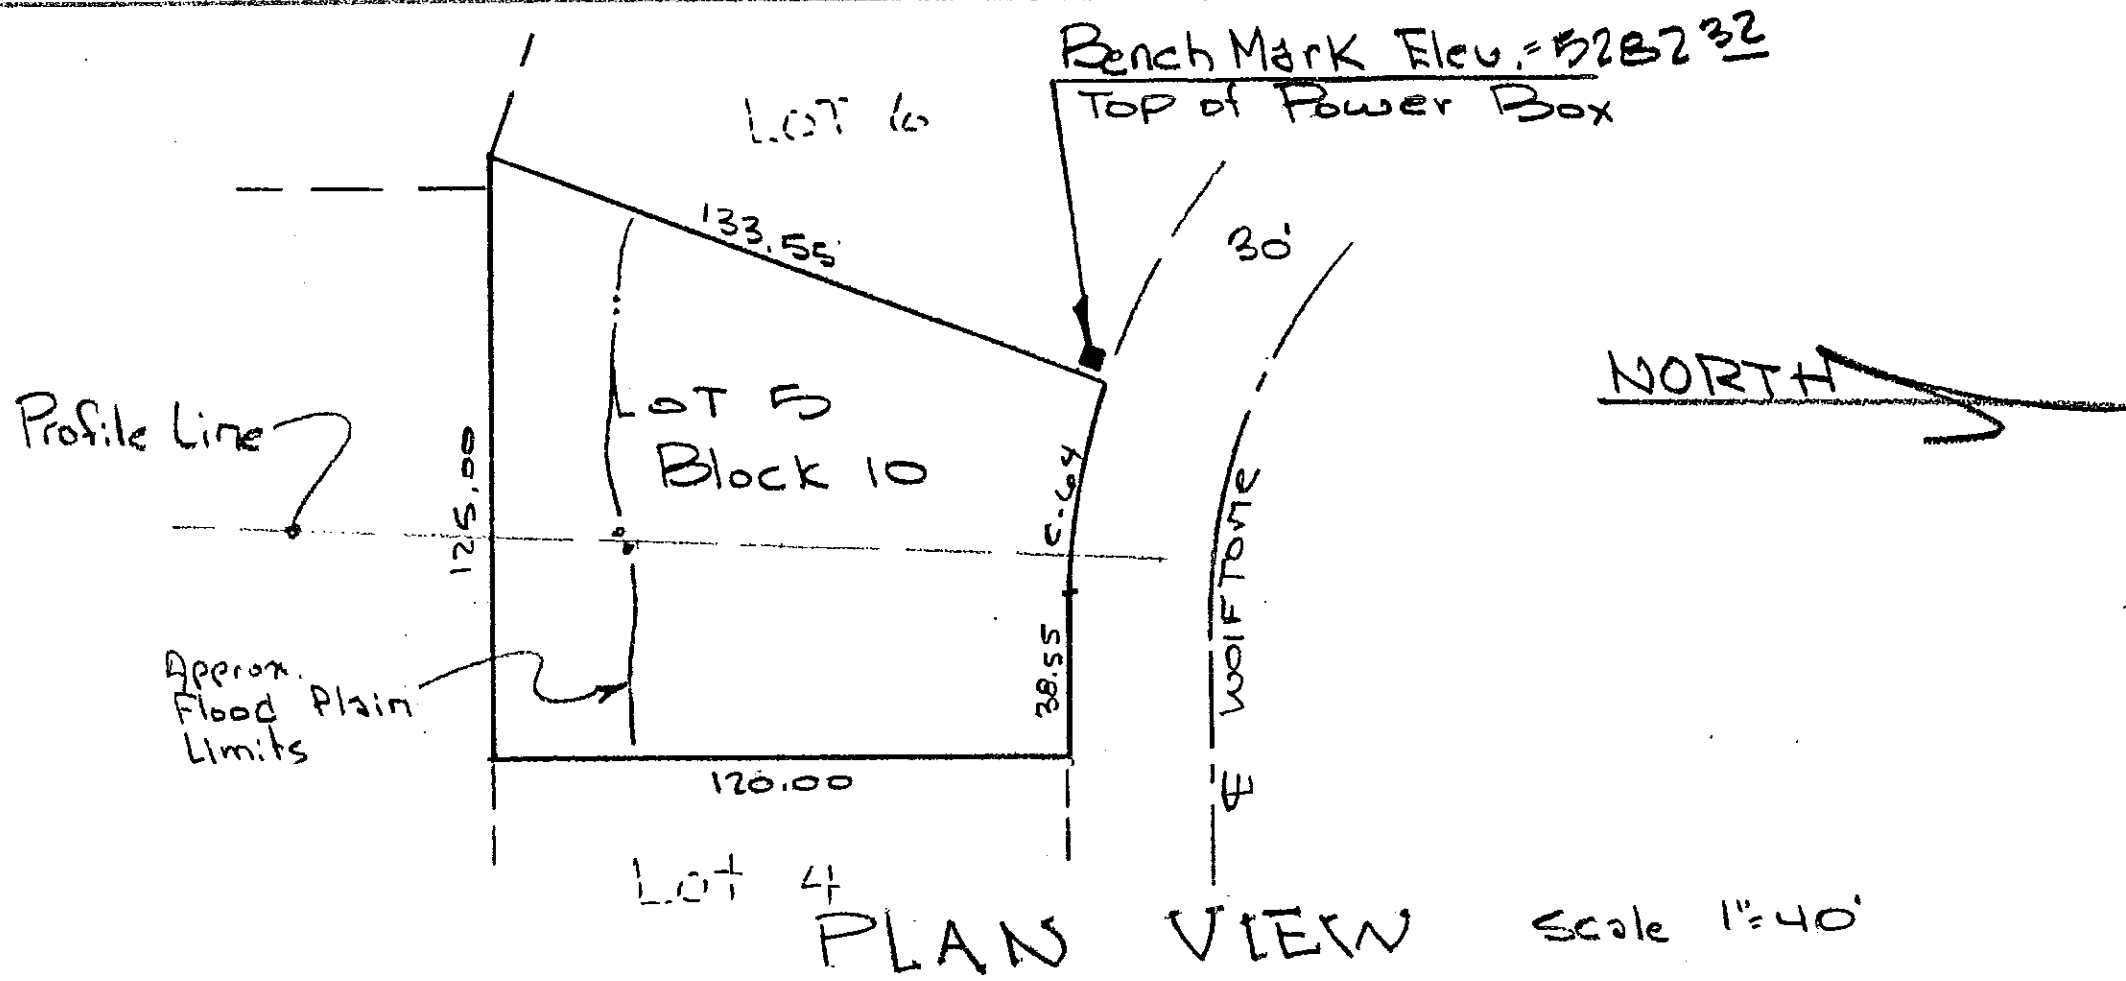 Bench Mark Elev.=5282 32
Top of Power Box
LOT 6
30'
133.55
NORTH
LOT 5
Block 10
Profile Line
125.00
C-64
WOLFTONE
38.55
Approx.
Flood Plain
Limits
120.00
Lot 4
PLAN VIEW
Scale 1"=40'